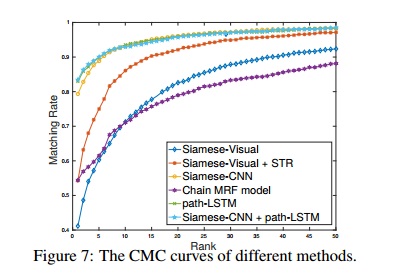 1
0.9
0.8
0.7
0.6
0.5
0.4
Matching Rate
Siamese-Visual
Siamese-Visual + STR
Siamese-CNN
Chain MRF model
path-LSTM
Siamese-CNN + path-LSTM
0 5 10 15 20 25 30 35 40 45 50
Rank
Figure 7: The CMC curves of different methods.